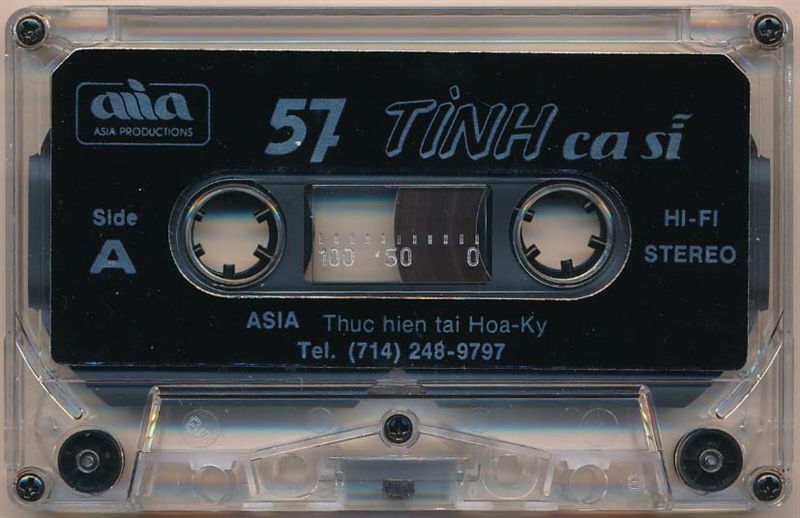 asia
ASIA PRODUCTIONS
57 TÌNH ca sĩ
Side
A
HI-FI
STEREO
100 50 0
ASIA Thuc hien tai Hoa-Ky
Tel. (714) 248-9797